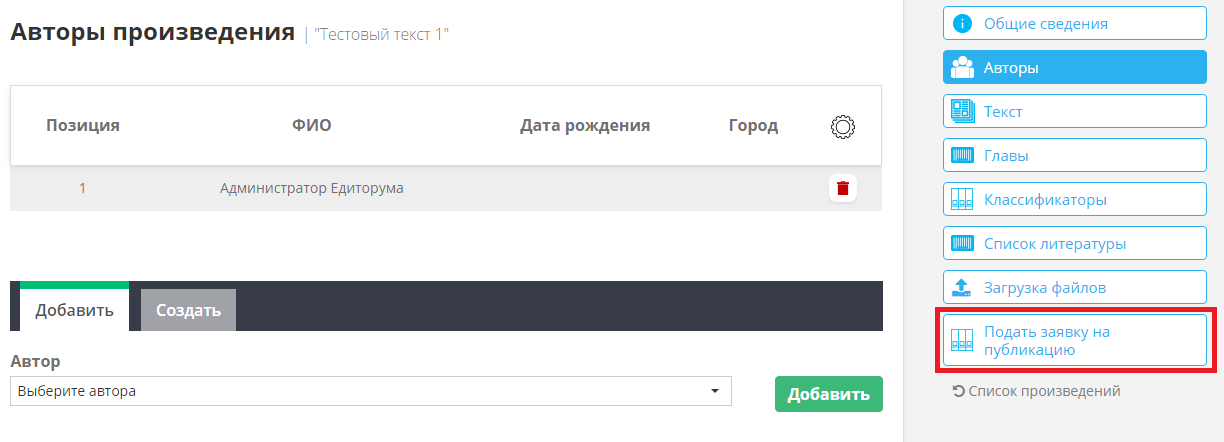 Авторы произведения | "Тестовый текст 1"
Позиция ФИО Дата рождения Город
1 Администратор Едиторума
Добавить Создать
Автор
Выберите автора
Добавить
Общие сведения
Авторы
Текст
Главы
Классификаторы
Список литературы
Загрузка файлов
Подать заявку на
публикацию
Список произведений